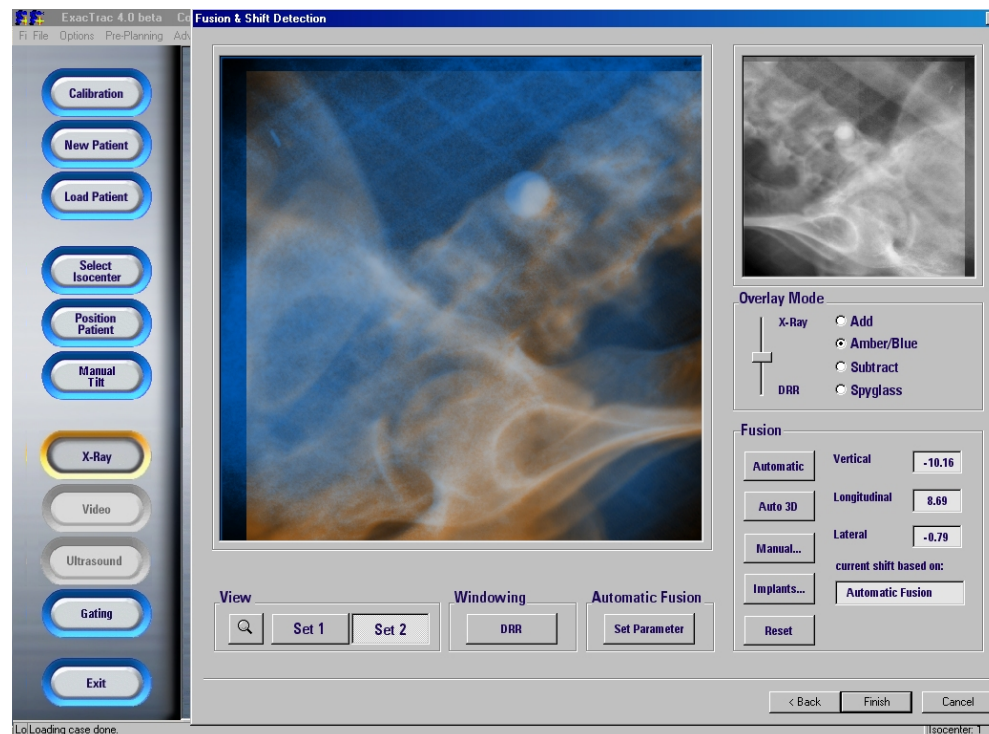 ExacTrac 4.0 beta Co
Fusion & Shift Detection
Fi File Options Pre-Planning Adv
Calibration
New Patient
Load Patient
Select
Isocenter
Position
Patient
Manual
Tilt
X-Ray
Video
Ultrasound
Gating
Exit
Overlay Mode
X-Ray
DRR
Add
Amber/Blue
Subtract
Spyglass
Fusion
Automatic
Auto 3D
Manual...
Implants...
Reset
Vertical -10.16
Longitudinal 8.69
Lateral -0.79
current shift based on:
Automatic Fusion
View
Set 1 Set 2
Windowing
DRR
Automatic Fusion
Set Parameter
< Back Finish Cancel
Lo Loading case done. Isocenter: 1